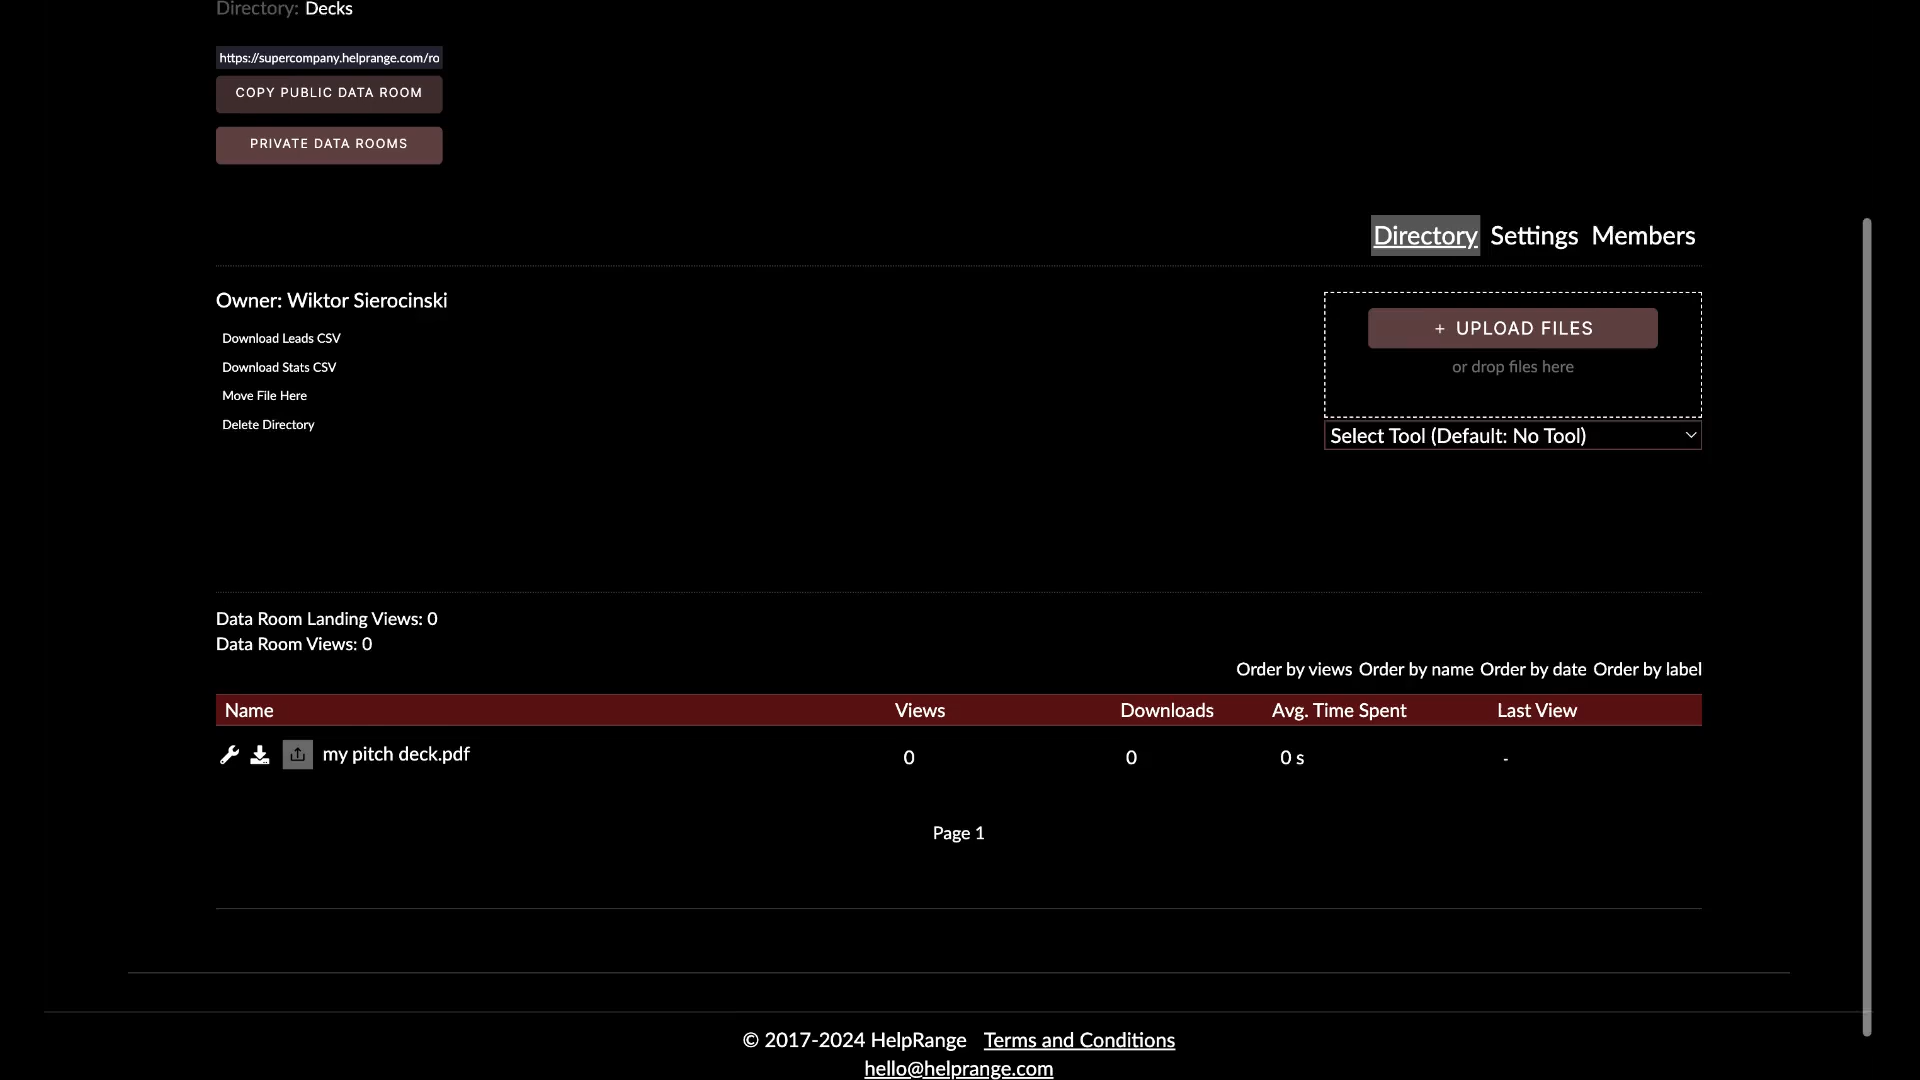 Directory: Decks
https://supercompany.helprange.com/ro
COPY PUBLIC DATA ROOM
PRIVATE DATA ROOMS
Directory Settings Members
Owner: Wiktor Sierocinski
Download Leads CSV
Download Stats CSV
Move File Here
Delete Directory
+ UPLOAD FILES
or drop files here
Select Tool (Default: No Tool)
Data Room Landing Views: 0
Data Room Views: 0
Order by views Order by name Order by date Order by label
Name Views Downloads Avg. Time Spent Last View
my pitch deck.pdf 0 0 0 s -
Page 1
© 2017-2024 HelpRange Terms and Conditions
hello@helprange.com